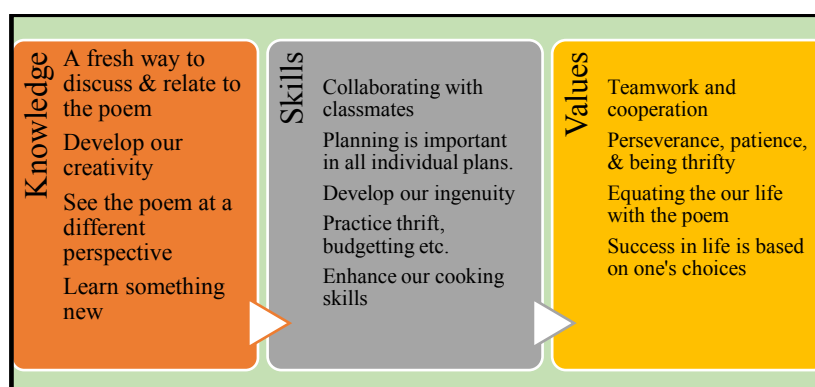 Knowledge
A fresh way to
discuss & relate to
the poem
Develop our
creativity
See the poem at a
different
perspective
Learn something
new
Skills
Collaborating with
classmates
Planning is important
in all individual plans.
Develop our ingenuity
Practice thrift,
budgetting etc.
Enhance our cooking
skills
Values
Teamwork and
cooperation
Perseverance, patience,
& being thrifty
Equating the our life
with the poem
Success in life is based
on one's choices